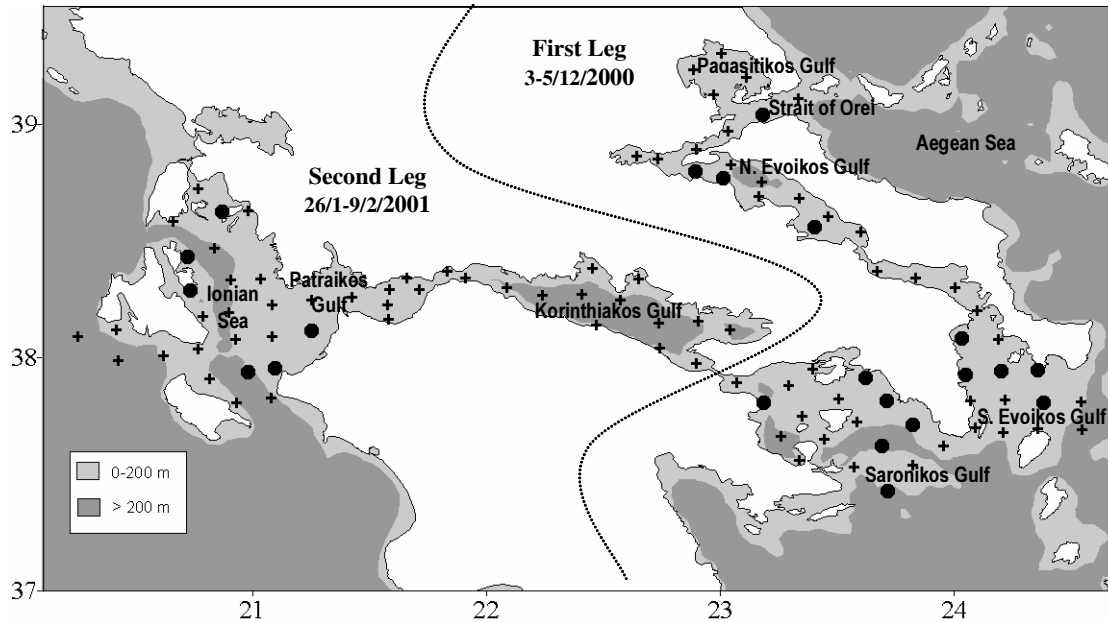 First Leg
3-5/12/2000
Pagasitikos Gulf
Strait of Orei
39
Aegean Sea
N. Evoikos Gulf
Second Leg
26/1-9/2/2001
Patraikos
Gulf
Ionian
Sea
Korinthiakos Gulf
38
S. Evoikos Gulf
Saronikos Gulf
0-200 m
> 200 m
37
21
22
23
24